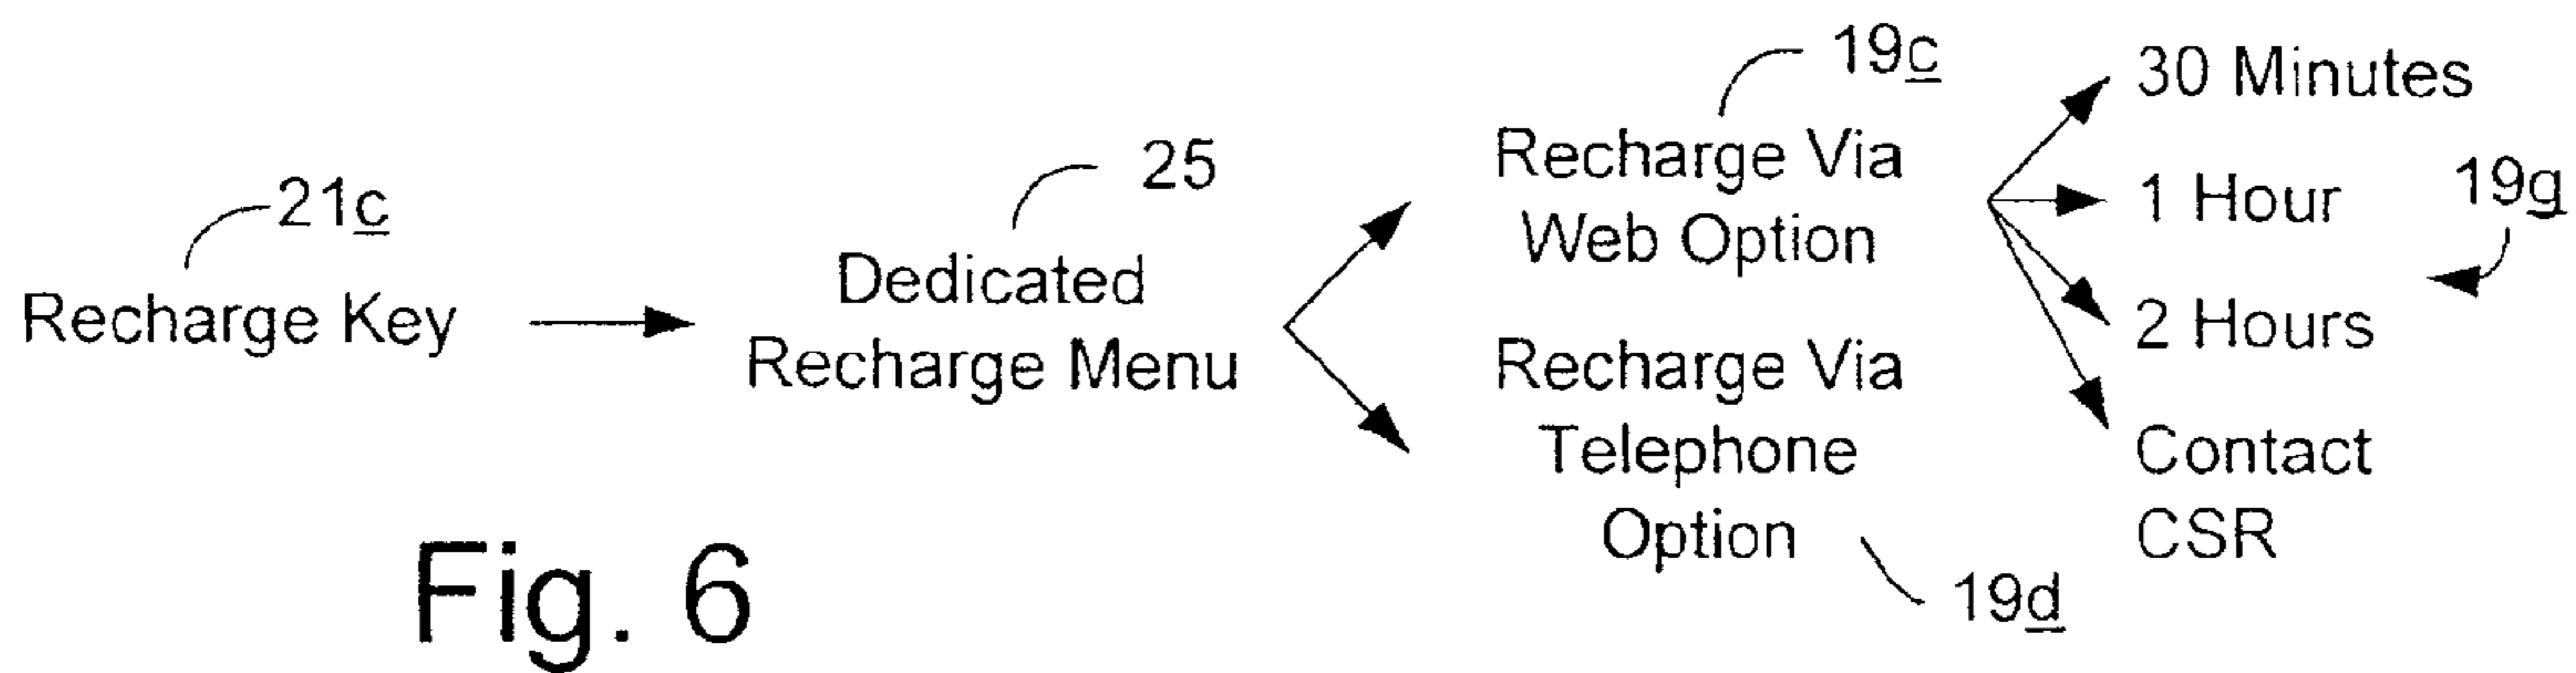 21c
Recharge Key
25
Dedicated
Recharge Menu
19c
Recharge Via
Web Option
Recharge Via
Telephone
Option
19d
30 Minutes
1 Hour
2 Hours
Contact
CSR
19g
Fig. 6